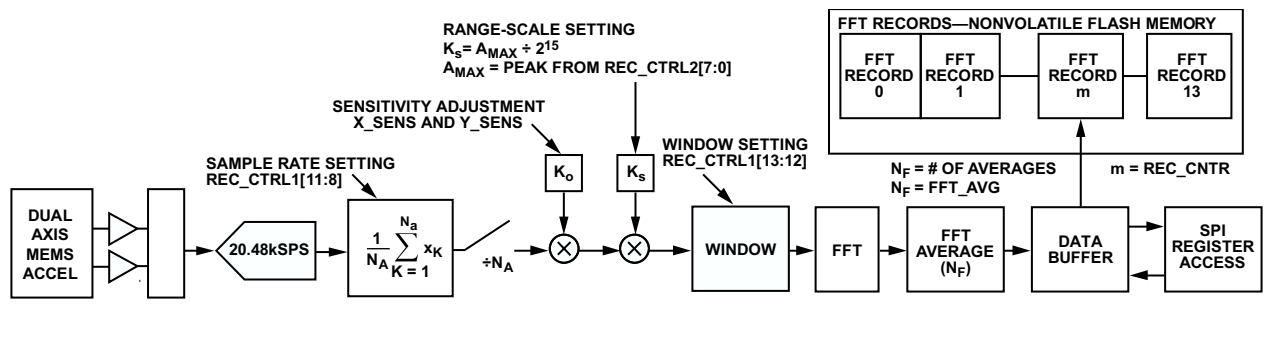 FFT RECORDS—NONVOLATILE FLASH MEMORY
FFT
RECORD
0
FFT
RECORD
1
FFT
RECORD
m
FFT
RECORD
13
RANGE-SCALE SETTING
Ks= AMAX ÷ 2¹⁵
AMAX = PEAK FROM REC_CTRL2[7:0]
SENSITIVITY ADJUSTMENT
X_SENS AND Y_SENS
WINDOW SETTING
REC_CTRL1[13:12]
SAMPLE RATE SETTING
REC_CTRL1[11:8]
Ko
Ks
NF = # OF AVERAGES
NF = FFT_AVG
m = REC_CNTR
DUAL
AXIS
MEMS
ACCEL
20.48kSPS
Na
1
NA
∑ xK
K = 1
÷NA
WINDOW
FFT
FFT
AVERAGE
(NF)
DATA
BUFFER
SPI
REGISTER
ACCESS